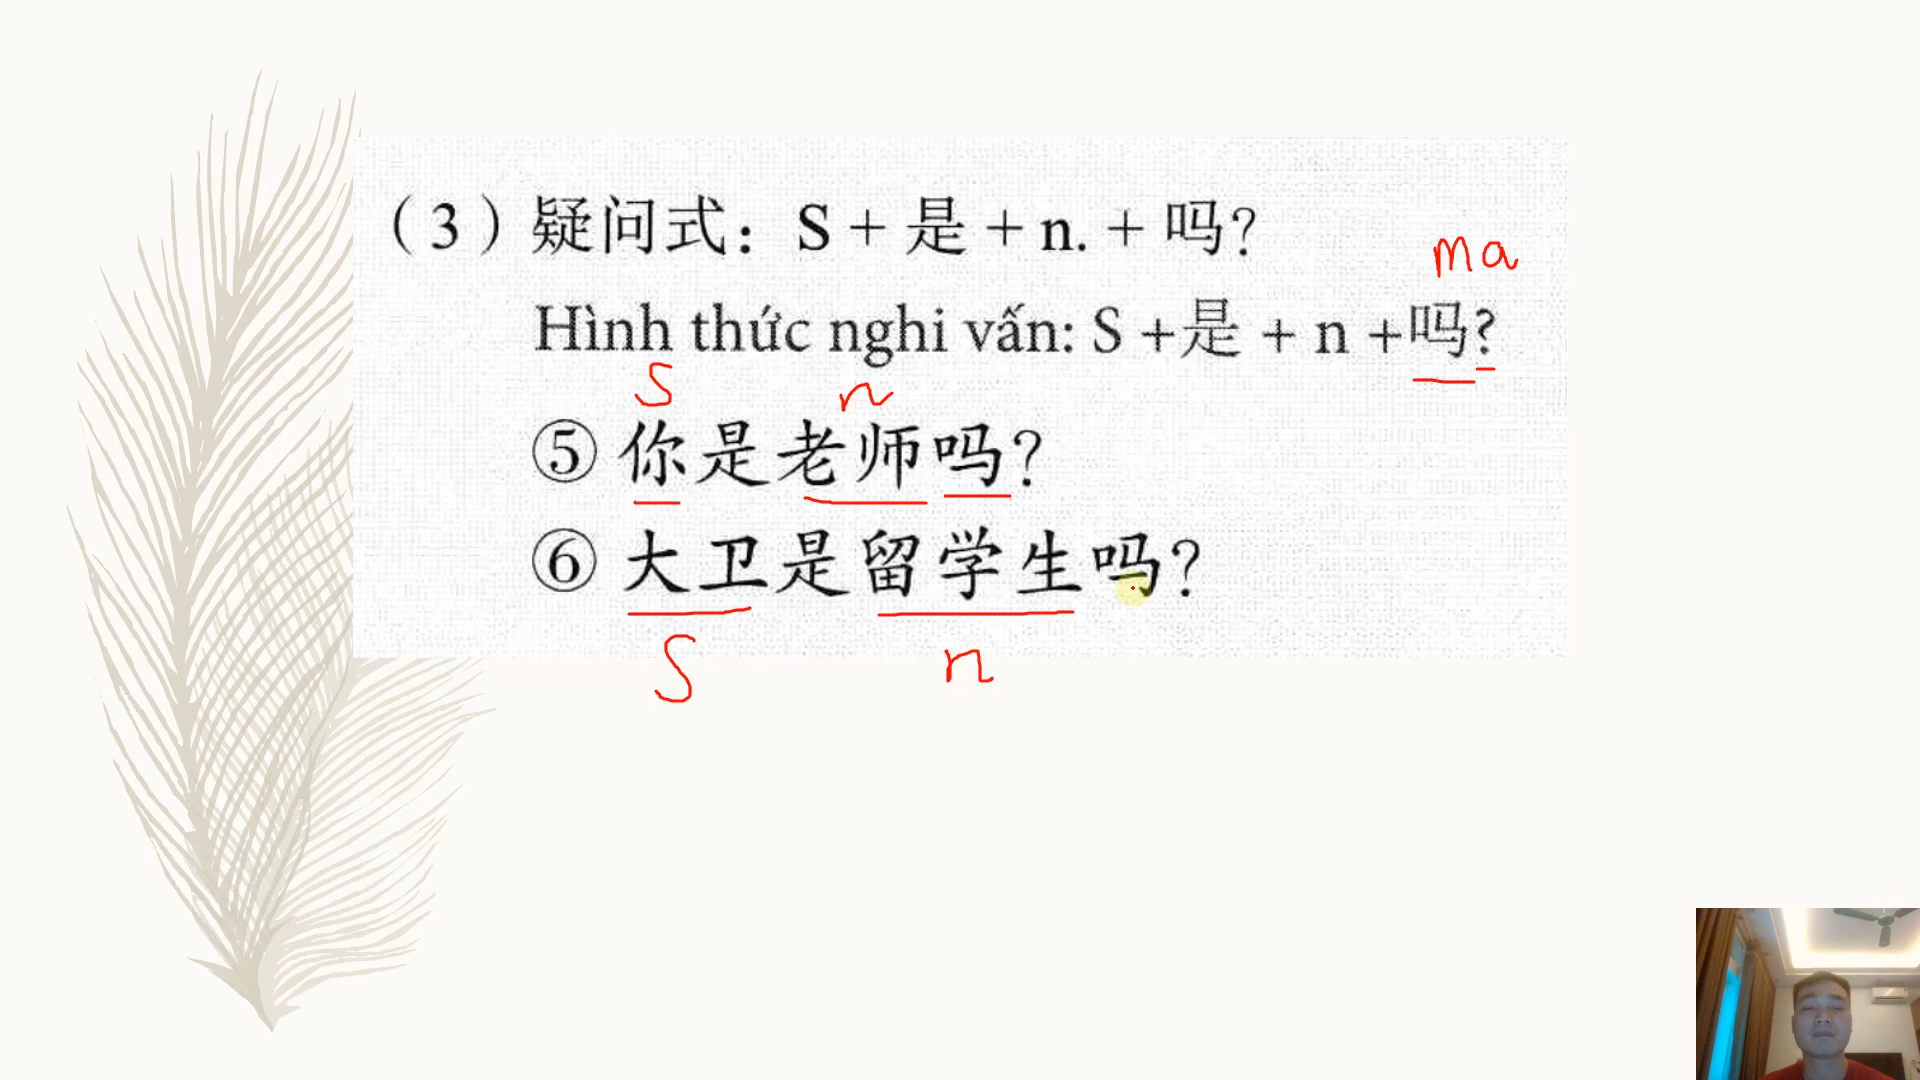 （3）疑问式：S + 是 + n. + 吗?
ma
Hình thức nghi vấn: S +是 + n +吗?
S n
⑤ 你是老师吗?
⑥ 大卫是留学生吗?
S n